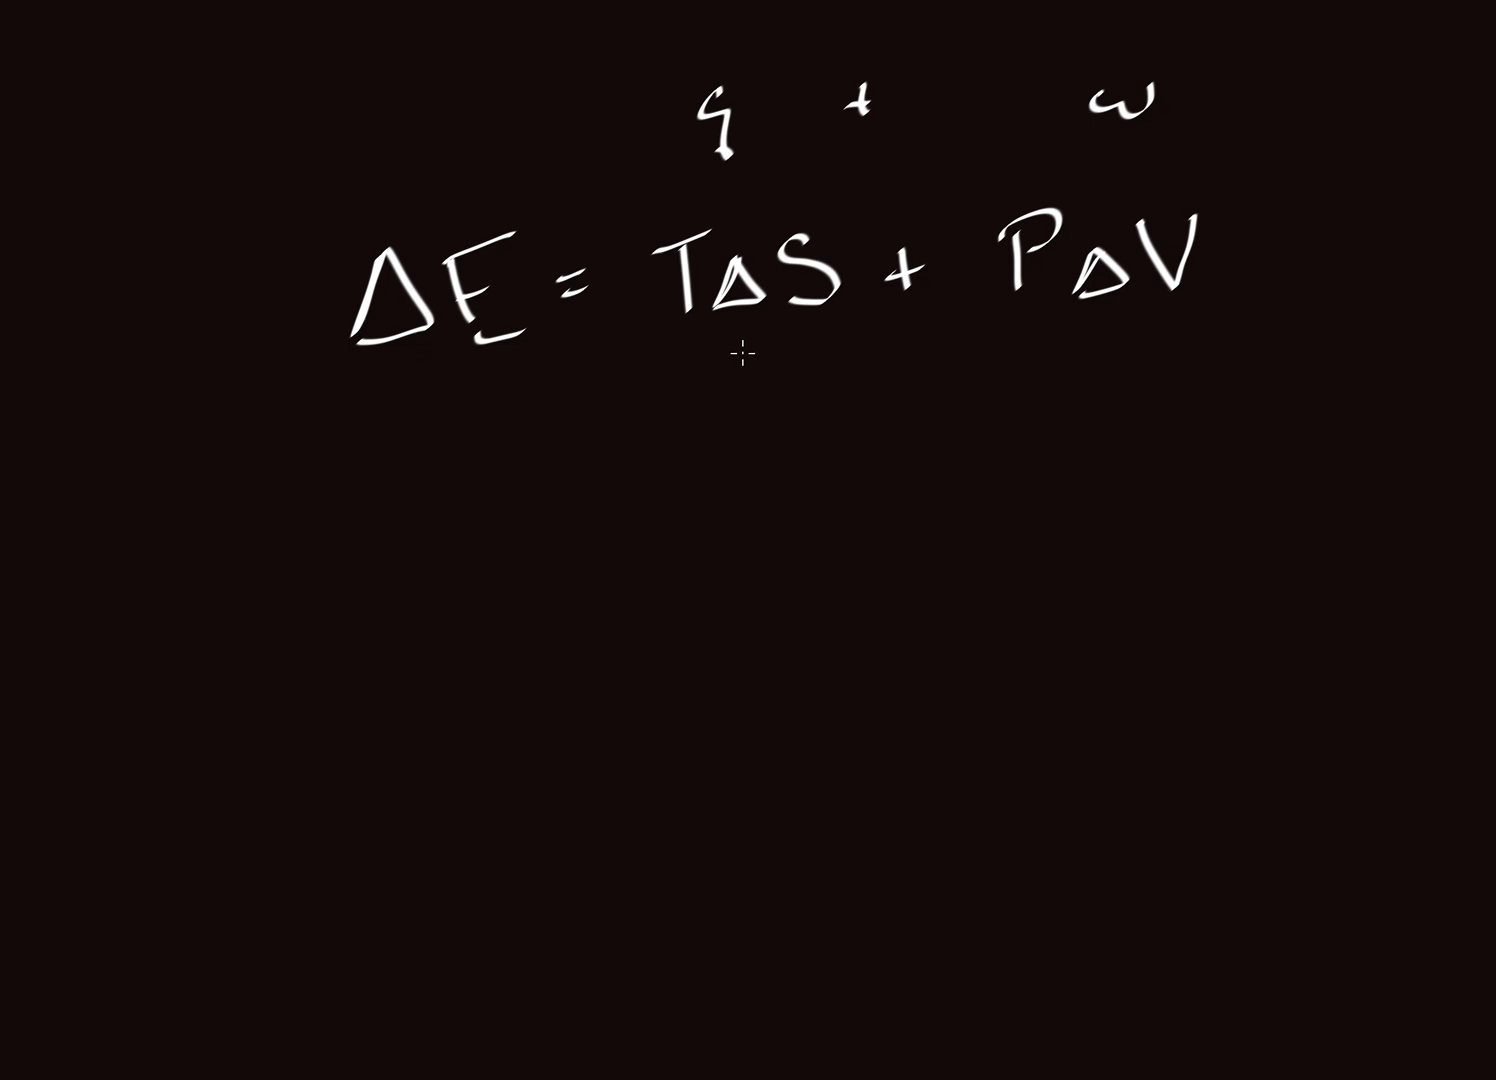 q + w
ΔE = TΔS + PΔV